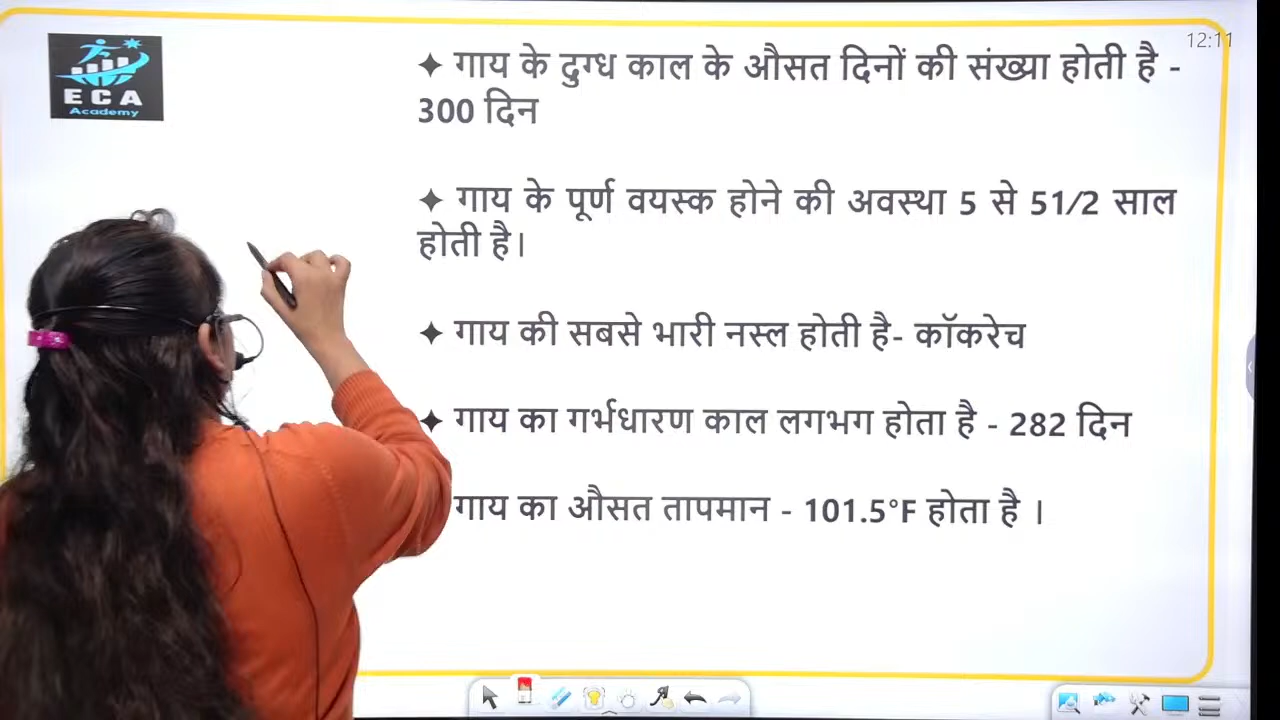 12:11
ECA
Academy
✦ गाय के दुग्ध काल के औसत दिनों की संख्या होती है -
300 दिन
✦ गाय के पूर्ण वयस्क होने की अवस्था 5 से 51/2 साल
होती है।
✦ गाय की सबसे भारी नस्ल होती है- कॉकरेच
✦ गाय का गर्भधारण काल लगभग होता है - 282 दिन
गाय का औसत तापमान - 101.5°F होता है ।